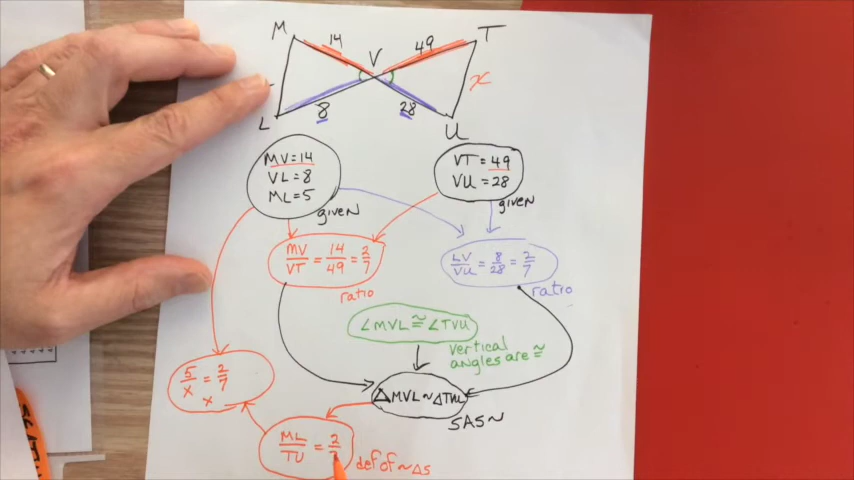 M
14
V
49
T
x
L
8
28
U
MV=14
VL=8
ML=5
given
VT=49
VU=28
given
MV/VT = 14/49 = 2/7
ratio
LV/VU = 8/28 = 2/7
ratio
∠MVL ≅ ∠TVU
vertical
angles are ≅
△MVL ~ △TVU
SAS~
5/x = 2/7
x
ML/TU = 2/
def of ~ △s